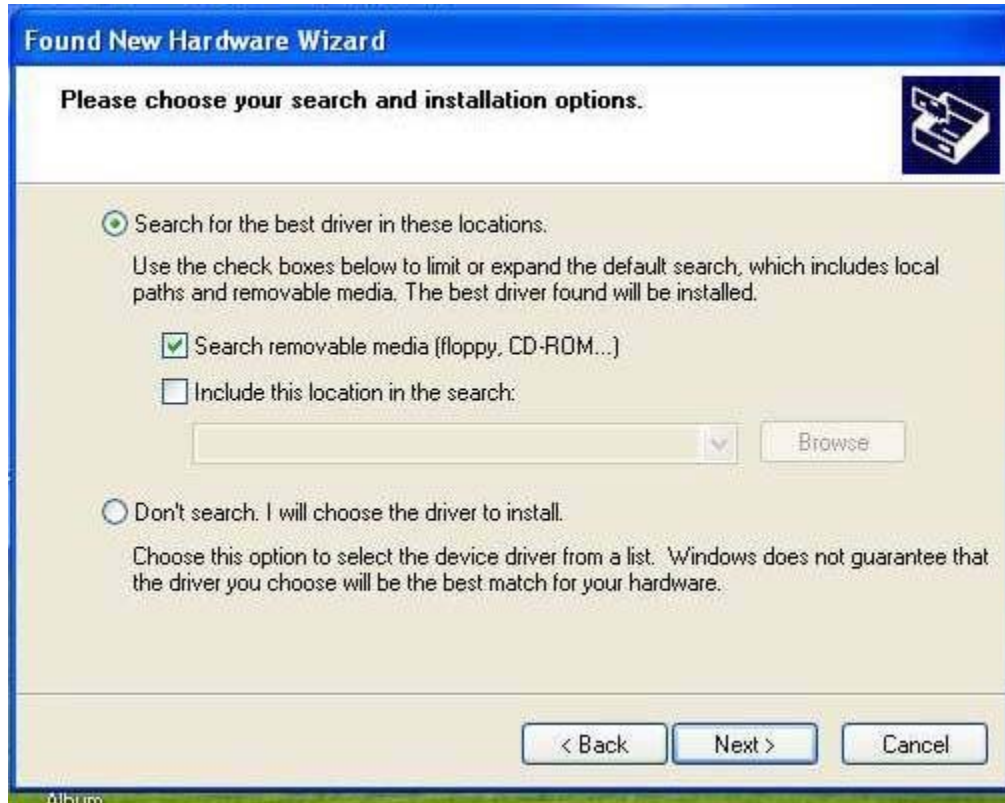 Found New Hardware Wizard
Please choose your search and installation options.
Search for the best driver in these locations.
Use the check boxes below to limit or expand the default search, which includes local
paths and removable media. The best driver found will be installed.
Search removable media (floppy, CD-ROM...)
Include this location in the search:
Browse
Don't search. I will choose the driver to install.
Choose this option to select the device driver from a list. Windows does not guarantee that
the driver you choose will be the best match for your hardware.
< Back
Next >
Cancel
Album